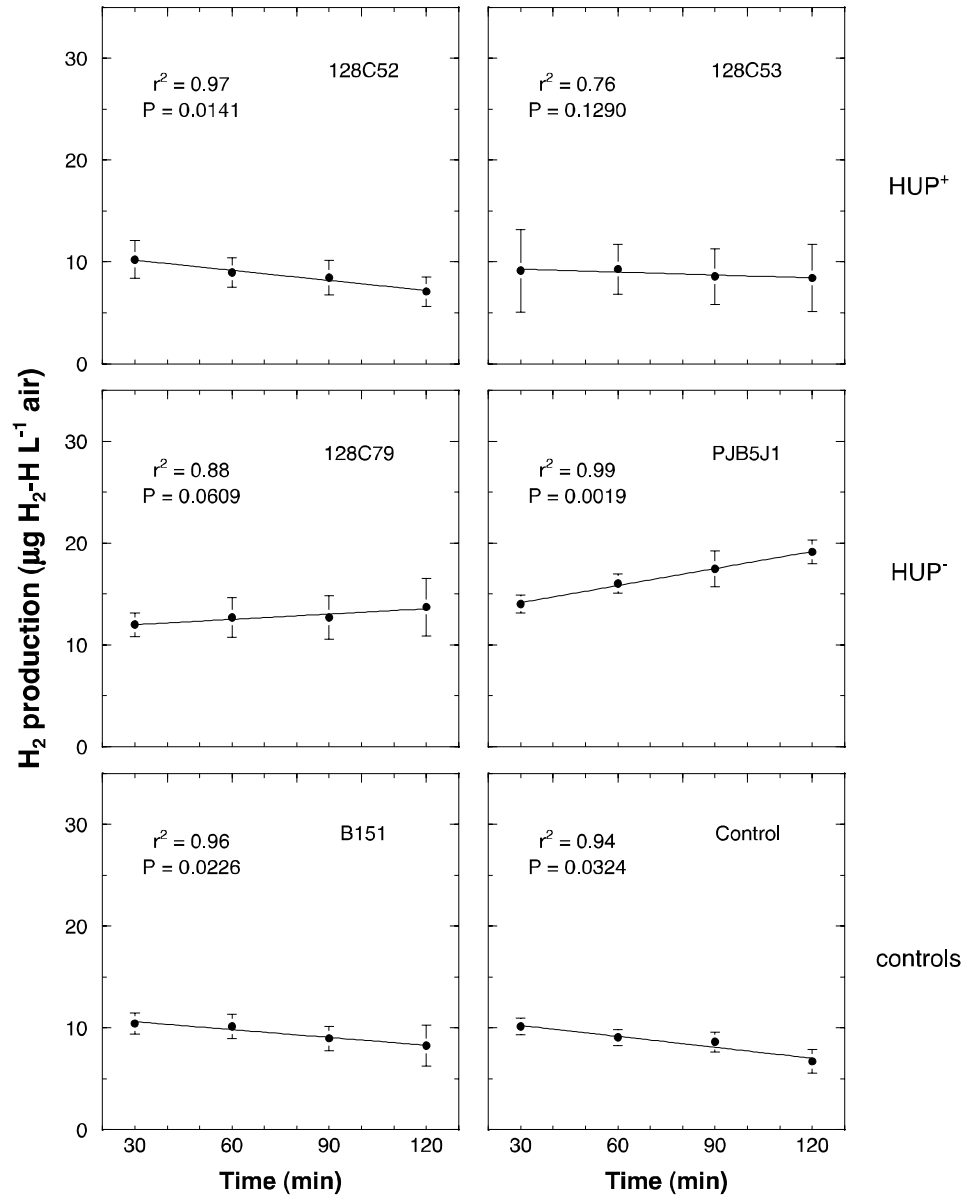 30
20
10
0
r² = 0.97
P = 0.0141
128C52
r² = 0.76
P = 0.1290
128C53
HUP⁺
30
20
10
0
r² = 0.88
P = 0.0609
128C79
r² = 0.99
P = 0.0019
PJB5J1
HUP⁻
H₂ production (µg H₂-H L⁻¹ air)
30
20
10
0
r² = 0.96
P = 0.0226
B151
r² = 0.94
P = 0.0324
Control
controls
30 60 90 120
30 60 90 120
Time (min)
Time (min)